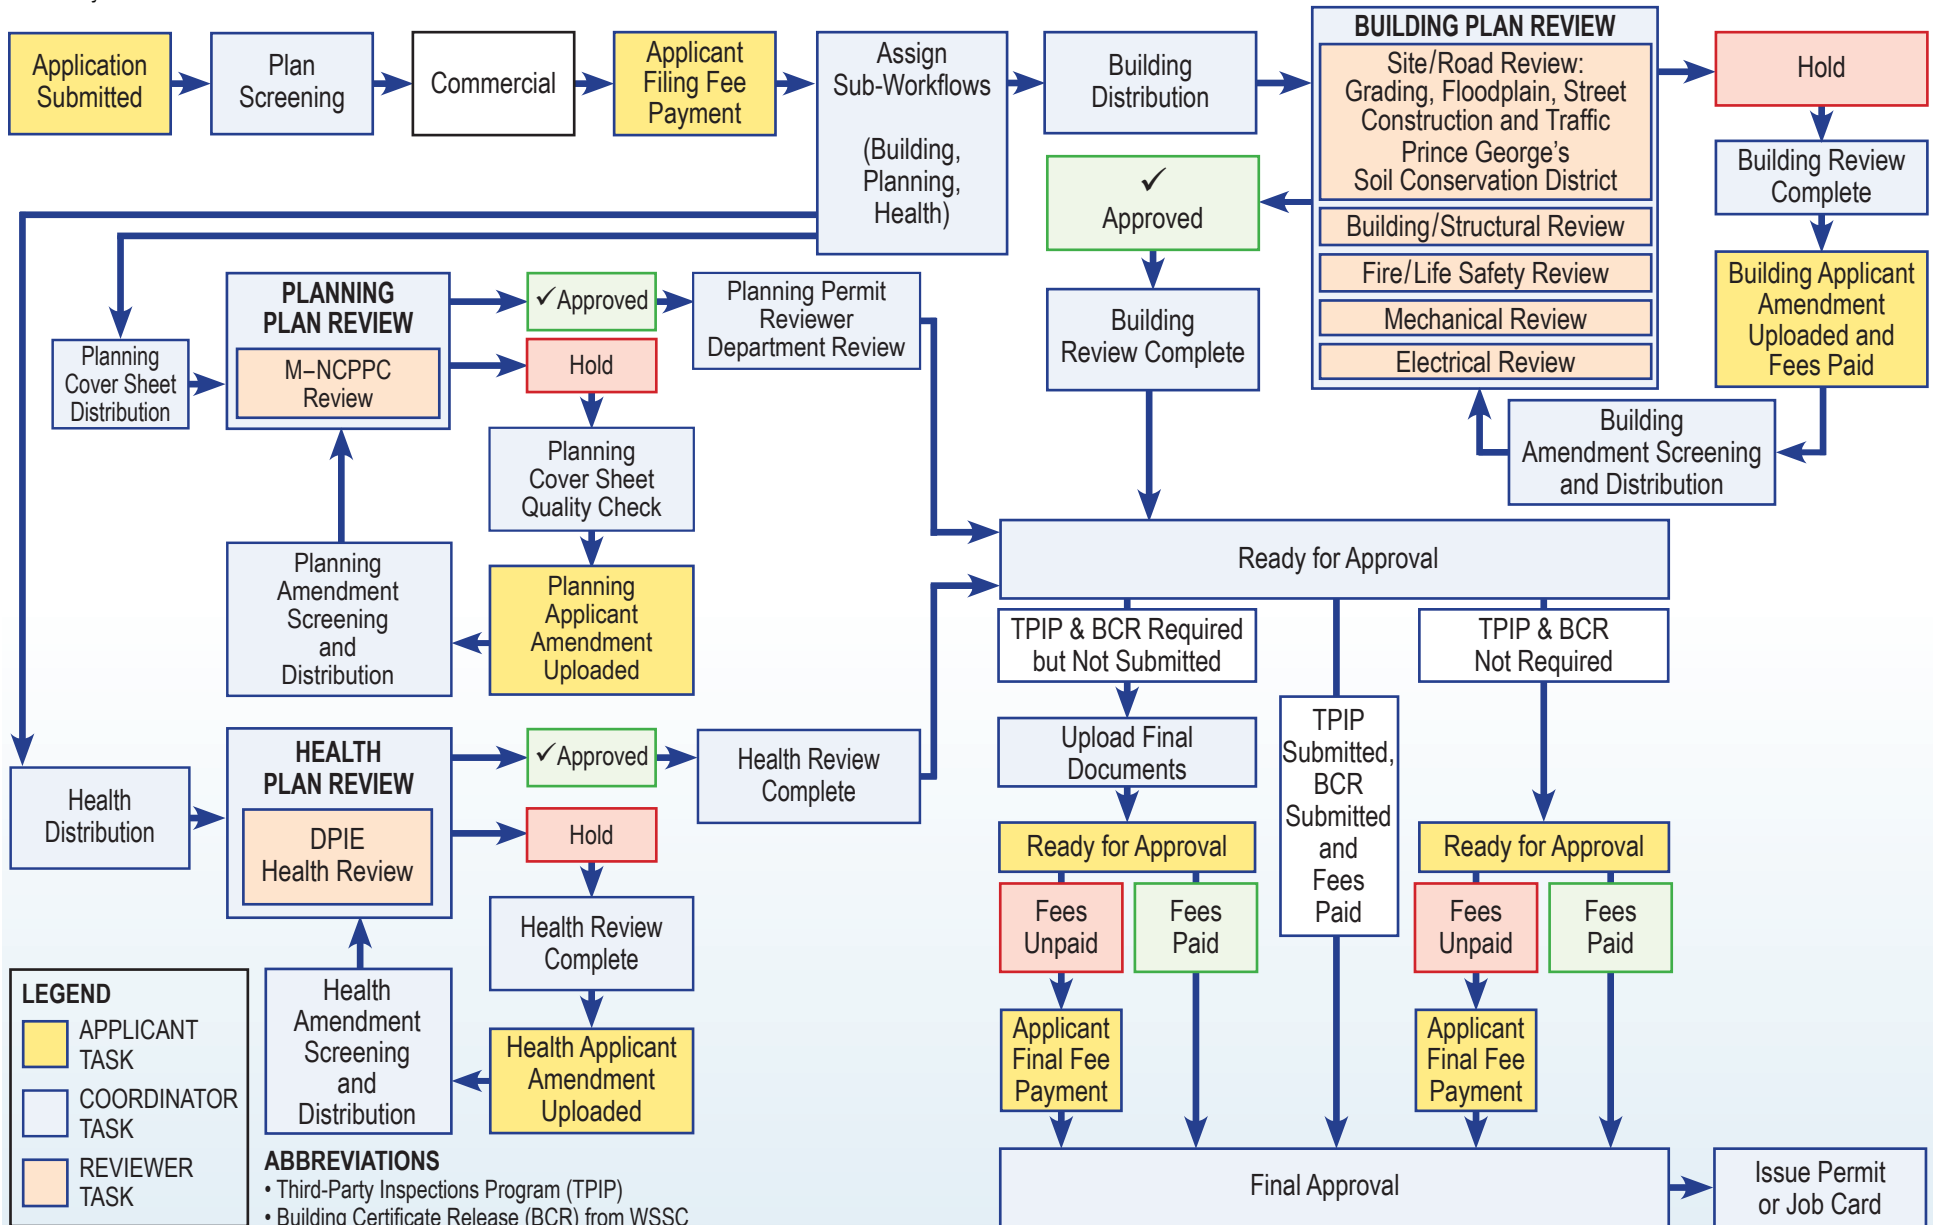 Application
Submitted
Plan
Screening
Commercial
Applicant
Filing Fee
Payment
Assign
Sub-Workflows
(Building,
Planning,
Health)
Building
Distribution
BUILDING PLAN REVIEW
Site/Road Review:
Grading, Floodplain, Street
Construction and Traffic
Prince George’s
Soil Conservation District
Building/Structural Review
Fire/Life Safety Review
Mechanical Review
Electrical Review
Hold
Building Review
Complete
Building Applicant
Amendment
Uploaded and
Fees Paid
Building
Amendment Screening
and Distribution
✓
Approved
Building
Review Complete
Planning
Cover Sheet
Distribution
PLANNING
PLAN REVIEW
M–NCPPC
Review
✓Approved
Hold
Planning Permit
Reviewer
Department Review
Planning
Cover Sheet
Quality Check
Planning
Applicant
Amendment
Uploaded
Planning
Amendment
Screening
and
Distribution
Health
Distribution
HEALTH
PLAN REVIEW
DPIE
Health Review
✓Approved
Hold
Health Review
Complete
Health Review
Complete
Health Applicant
Amendment
Uploaded
Health
Amendment
Screening
and
Distribution
Ready for Approval
TPIP & BCR Required
but Not Submitted
Upload Final
Documents
Ready for Approval
Fees
Unpaid
Fees
Paid
Applicant
Final Fee
Payment
TPIP
Submitted,
BCR
Submitted
and
Fees
Paid
TPIP & BCR
Not Required
Ready for Approval
Fees
Unpaid
Fees
Paid
Applicant
Final Fee
Payment
Final Approval
Issue Permit
or Job Card
LEGEND
APPLICANT
TASK
COORDINATOR
TASK
REVIEWER
TASK
ABBREVIATIONS
• Third-Party Inspections Program (TPIP)
• Building Certificate Release (BCR) from WSSC